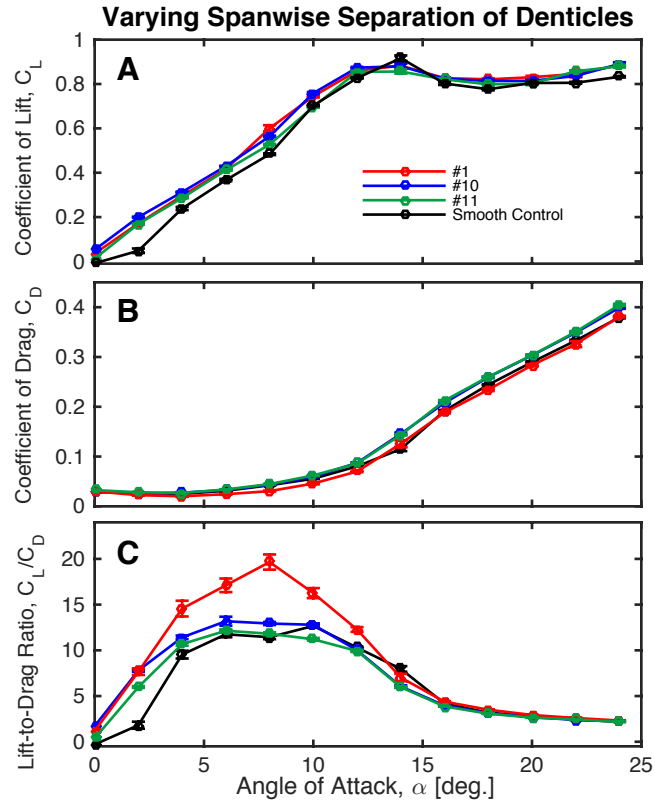 Varying Spanwise Separation of Denticles
A
Coefficient of Lift, C_L
1
0.8
0.6
0.4
0.2
0
#1
#10
#11
Smooth Control
B
Coefficient of Drag, C_D
0.4
0.3
0.2
0.1
0
C
Lift-to-Drag Ratio, C_L/C_D
20
15
10
5
0
0 5 10 15 20 25
Angle of Attack, α [deg.]